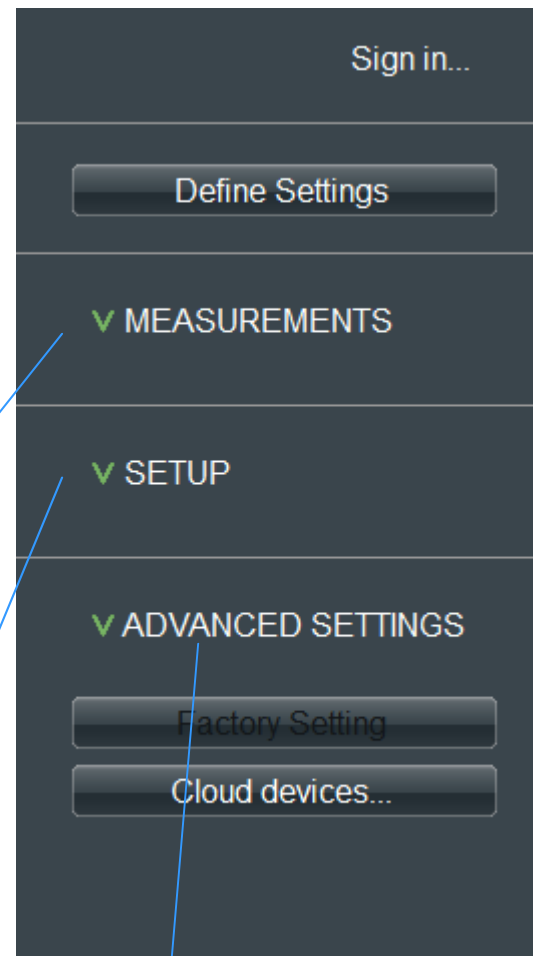 Sign in...
Define Settings
V MEASUREMENTS
V SETUP
V ADVANCED SETTINGS
Factory Setting
Cloud devices...